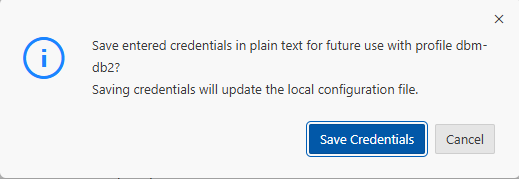 Save entered credentials in plain text for future use with profile dbm-
db2?
Saving credentials will update the local configuration file.
Save Credentials
Cancel